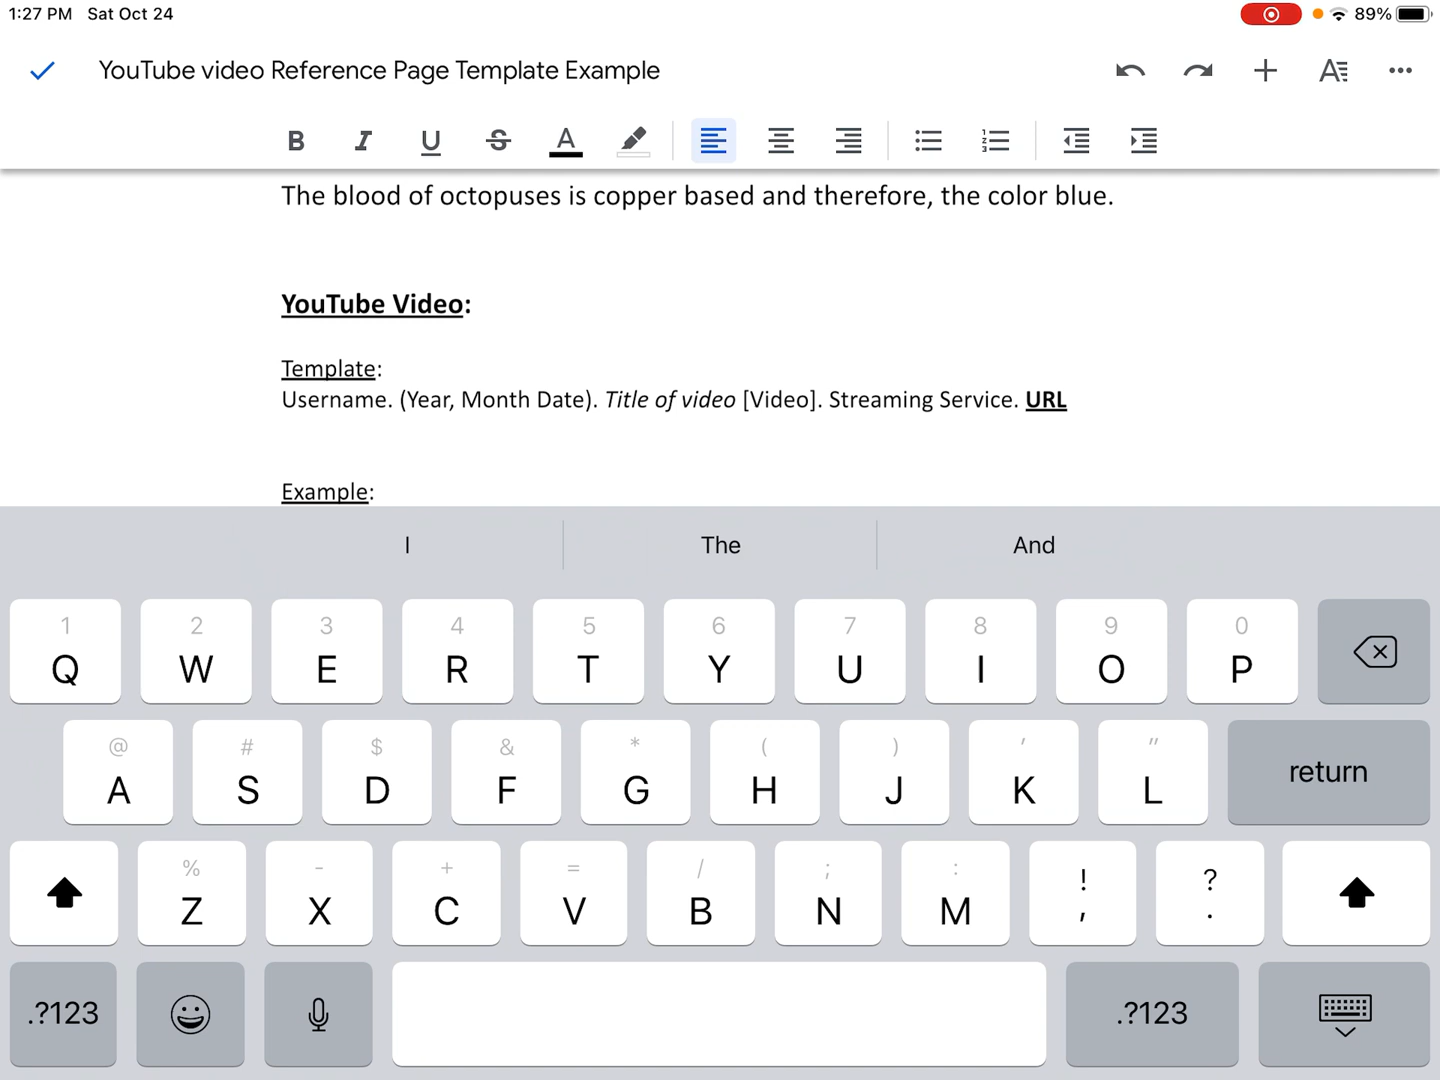 1:27 PM Sat Oct 24 89%
YouTube video Reference Page Template Example
B I U S A
The blood of octopuses is copper based and therefore, the color blue.
YouTube Video:
Template:
Username. (Year, Month Date). Title of video [Video]. Streaming Service. URL
Example:
I The And
1 2 3 4 5 6 7 8 9 0
Q W E R T Y U I O P
@ # $ & * ( ) ' "
A S D F G H J K L return
% - + = / ; : ! ?
Z X C V B N M , .
.?123 .?123